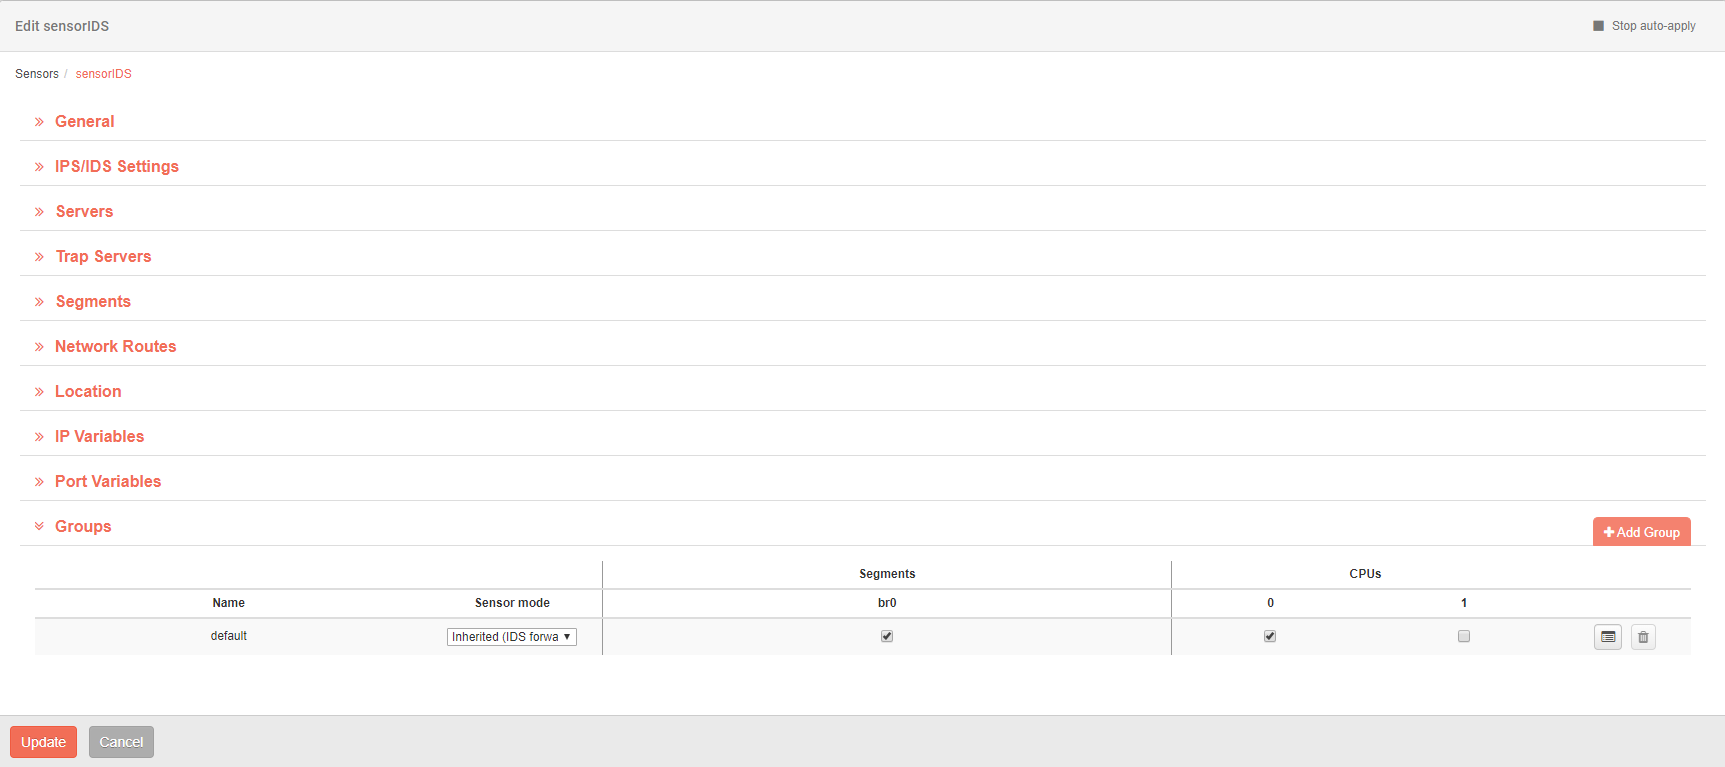 Edit sensorIDS
Stop auto-apply
Sensors / sensorIDS
General
IPS/IDS Settings
Servers
Trap Servers
Segments
Network Routes
Location
IP Variables
Port Variables
Groups
Add Group
Segments CPUs
Name Sensor mode br0 0 1
default Inherited (IDS forwa
Update Cancel